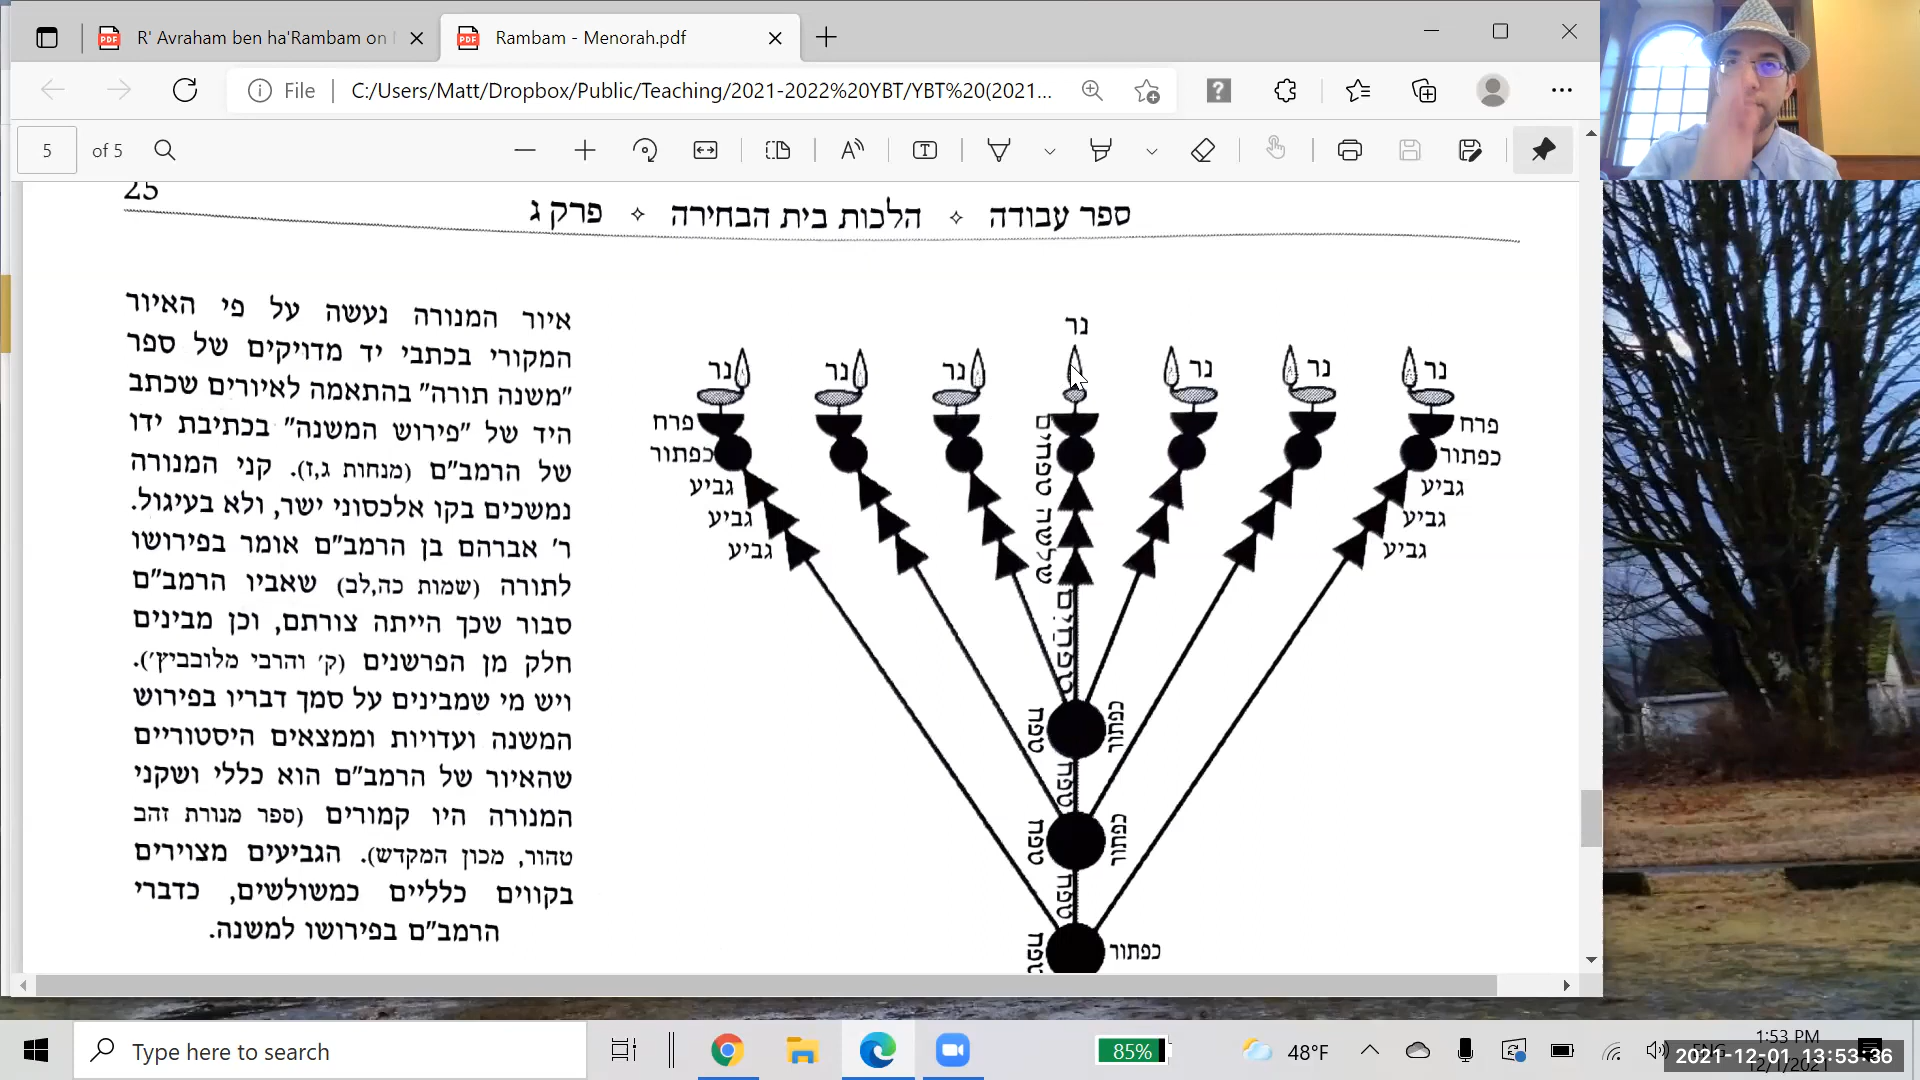 R' Avraham ben ha'Rambam on
Rambam - Menorah.pdf
File
C:/Users/Matt/Dropbox/Public/Teaching/2021-2022%20YBT/YBT%20(2021...
5 of 5
25
ספר עבודה ✧ הלכות בית הבחירה ✧ פרק ג
איור המנורה נעשה על פי האיור
המקורי בכתבי יד מדויקים של ספר
"משנה תורה" בהתאמה לאיורים שכתב
היד של "פירוש המשנה" בכתיבת ידו
של הרמב"ם (מנחות ג,ז). קני המנורה
נמשכים בקו אלכסוני ישר, ולא בעיגול.
ר' אברהם בן הרמב"ם אומר בפירושו
לתורה (שמות כה,לב) שאביו הרמב"ם
סבור שכך הייתה צורתם, וכן מבינים
חלק מן הפרשנים (ק' והרבי מלובביץ').
ויש מי שמבינים על סמך דבריו בפירוש
המשנה ועדויות וממצאים היסטוריים
שהאיור של הרמב"ם הוא כללי ושקני
המנורה היו קמורים (ספר מנורת זהב
טהור, מכון המקדש). הגביעים מצוירים
בקווים כלליים כמשולשים, כדברי
הרמב"ם בפירושו למשנה.
נר
נר נר נר נר נר נר
פרח פרח
כפתור כפתור
גביע גביע
גביע גביע
גביע גביע
שלשה טפחים
טפחיים
כפתור
טפח
טפח
כפתור
טפח
טפח
כפתור
טפח
Type here to search
85%
48°F
1:53 PM
2021-12-01 13:53:36